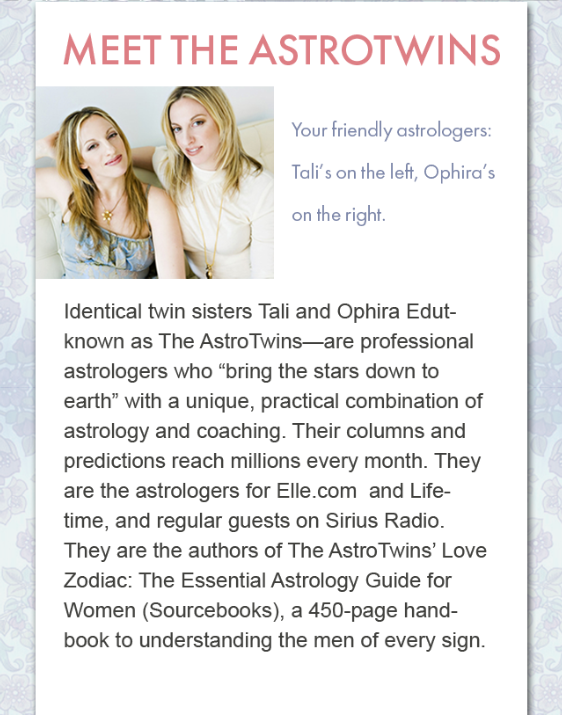 MEET THE ASTROTWINS
Your friendly astrologers:
Tali's on the left, Ophira's
on the right.
Identical twin sisters Tali and Ophira Edut-
known as The AstroTwins—are professional
astrologers who “bring the stars down to
earth” with a unique, practical combination of
astrology and coaching. Their columns and
predictions reach millions every month. They
are the astrologers for Elle.com  and Life-
time, and regular guests on Sirius Radio.
They are the authors of The AstroTwins’ Love
Zodiac: The Essential Astrology Guide for
Women (Sourcebooks), a 450-page hand-
book to understanding the men of every sign.